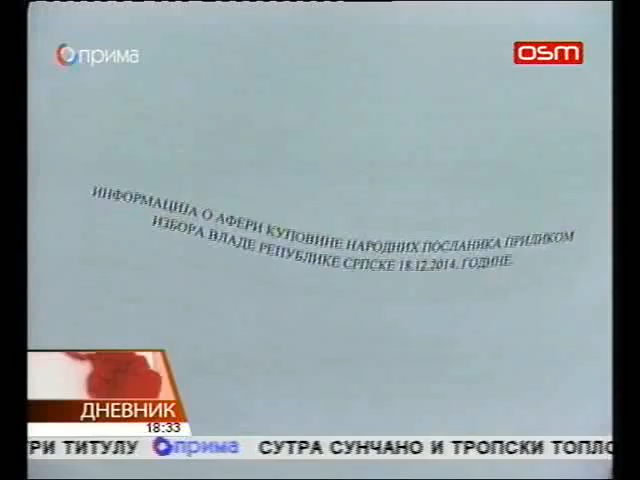 прима
OSM
ИНФОРМАЦИЈА О АФЕРИ КУПОВИНЕ НАРОДНИХ ПОСЛАНИКА ПРИЛИКОМ
ИЗБОРА ВЛАДЕ РЕПУБЛИКЕ СРПСКЕ 18.12.2014. ГОДИНЕ
ДНЕВНИК
18:33
РИ ТИТУЛУ прима СУТРА СУНЧАНО И ТРОПСКИ ТОПЛО